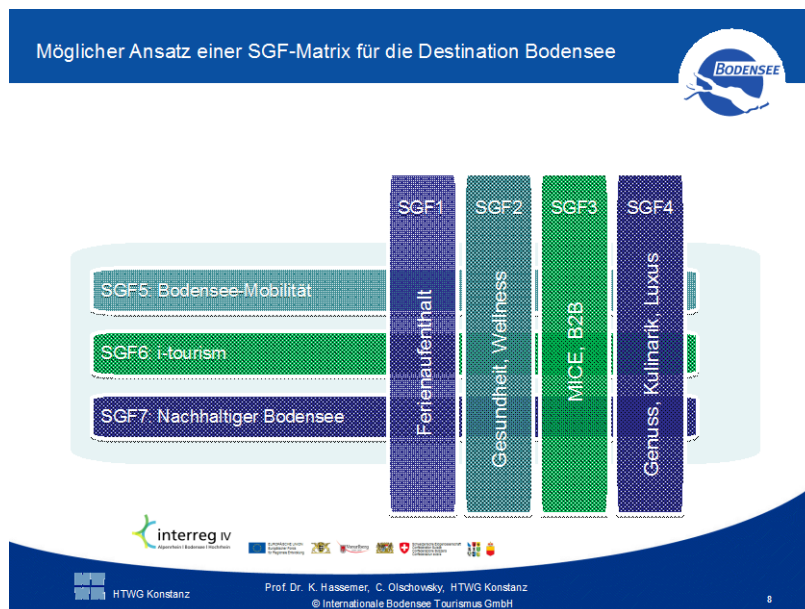 Möglicher Ansatz einer SGF-Matrix für die Destination Bodensee
BODENSEE
SGF1
SGF2
SGF3
SGF4
Ferienaufenthalt
Gesundheit, Wellness
MICE, B2B
Genuss, Kulinarik, Luxus
SGF5: Bodensee-Mobilität
SGF6: i-tourism
SGF7: Nachhaltiger Bodensee
interreg IV
Alpenrhein I Bodensee I Hochrhein
HTWG Konstanz
Prof. Dr. K. Hassemer, C. Olschowsky, HTWG Konstanz
© Internationale Bodensee Tourismus GmbH
8